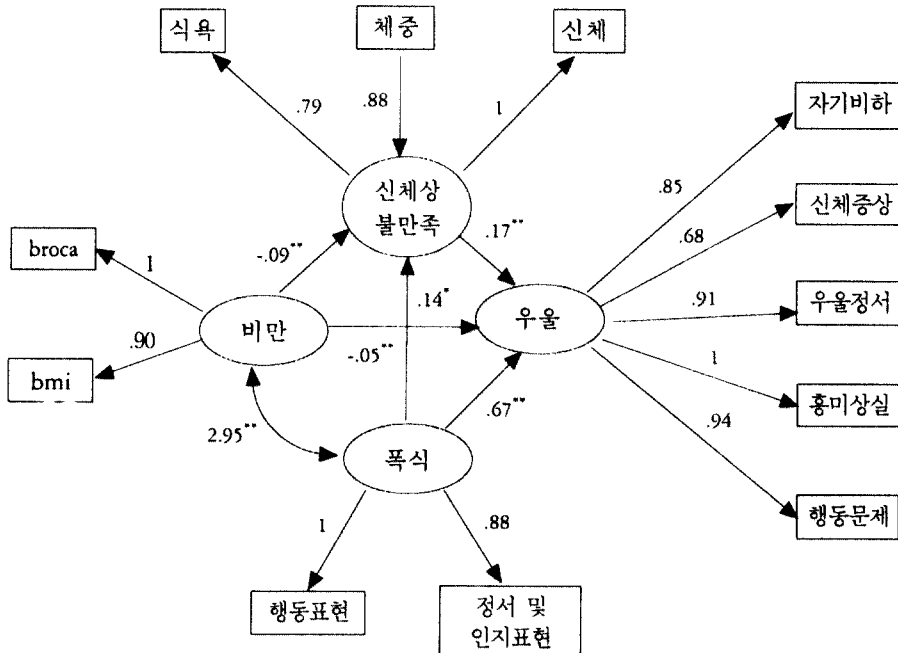 식욕
체중
신체
.79
.88
1
자기비하
.85
신체상
불만족
신체증상
.68
.17**
broca
1
-.09**
.91
우울정서
.14*
비만
우울
.90
-.05**
1
bmi
흥미상실
.67**
.94
2.95**
폭식
행동문제
1
.88
행동표현
정서 및
인지표현